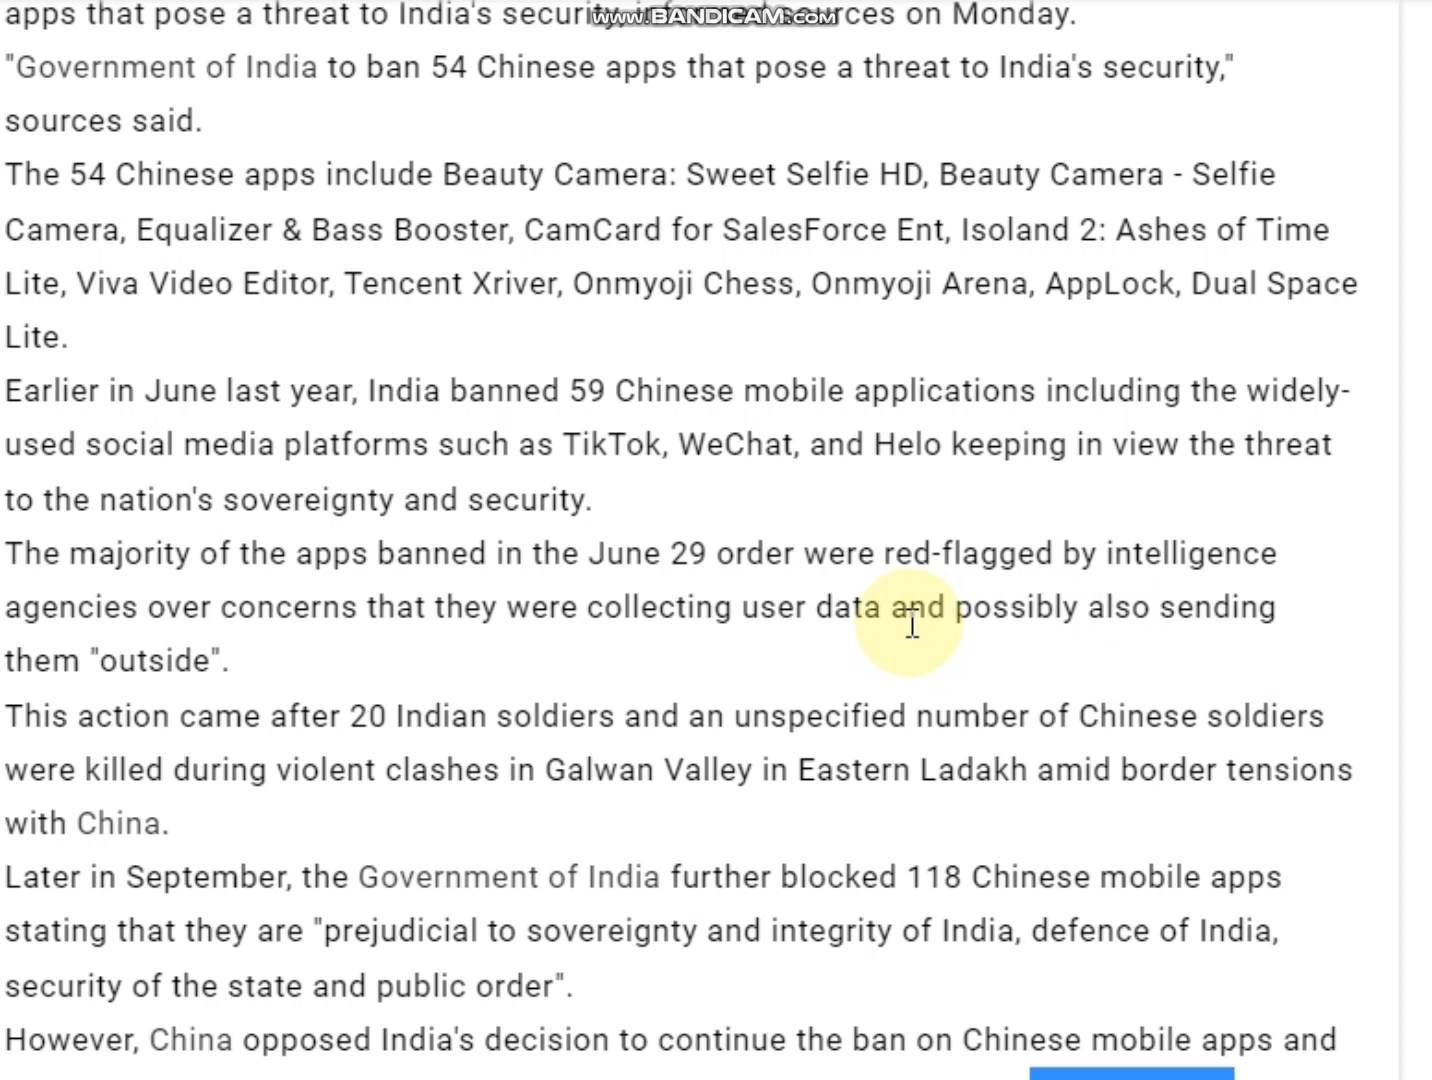 apps that pose a threat to India's security, sources on Monday.
www.BANDICAM.com
"Government of India to ban 54 Chinese apps that pose a threat to India's security,"
sources said.
The 54 Chinese apps include Beauty Camera: Sweet Selfie HD, Beauty Camera - Selfie
Camera, Equalizer & Bass Booster, CamCard for SalesForce Ent, Isoland 2: Ashes of Time
Lite, Viva Video Editor, Tencent Xriver, Onmyoji Chess, Onmyoji Arena, AppLock, Dual Space
Lite.
Earlier in June last year, India banned 59 Chinese mobile applications including the widely-
used social media platforms such as TikTok, WeChat, and Helo keeping in view the threat
to the nation's sovereignty and security.
The majority of the apps banned in the June 29 order were red-flagged by intelligence
agencies over concerns that they were collecting user data and possibly also sending
them "outside".
This action came after 20 Indian soldiers and an unspecified number of Chinese soldiers
were killed during violent clashes in Galwan Valley in Eastern Ladakh amid border tensions
with China.
Later in September, the Government of India further blocked 118 Chinese mobile apps
stating that they are "prejudicial to sovereignty and integrity of India, defence of India,
security of the state and public order".
However, China opposed India's decision to continue the ban on Chinese mobile apps and